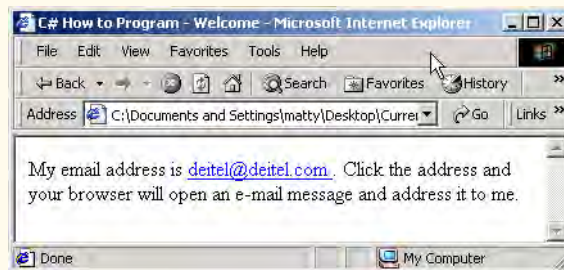 C# How to Program - Welcome - Microsoft Internet Explorer
File Edit View Favorites Tools Help
Back Search Favorites History »
Address C:\Documents and Settings\matty\Desktop\Currer Go Links »
My email address is deitel@deitel.com . Click the address and
your browser will open an e-mail message and address it to me.
Done My Computer